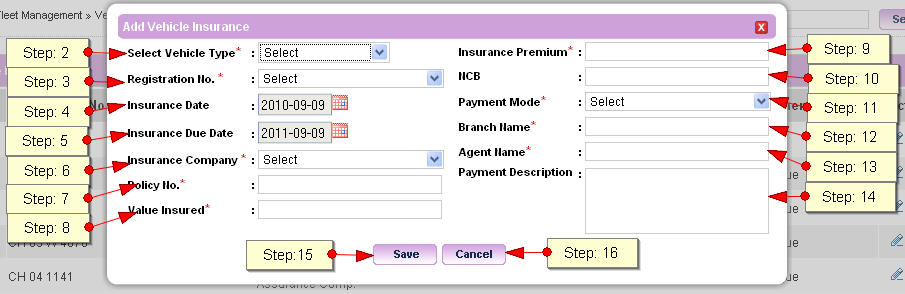 Fleet Management » Ve
Se
Add Vehicle Insurance
X
Step: 2
Select Vehicle Type* : Select
Step: 3
Registration No. * : Select
Step: 4
Insurance Date : 2010-09-09
Step: 5
Insurance Due Date : 2011-09-09
Step: 6
Insurance Company * : Select
Step: 7
Policy No.* :
Step: 8
Value Insured* :
Insurance Premium* :
Step: 9
NCB :
Step: 10
Payment Mode* : Select
Step: 11
Branch Name* :
Step: 12
Agent Name* :
Step: 13
Payment Description :
Step: 14
Step:15
Save
Cancel
Step: 16
No
ue
ue
ue
CH 04 1141
Assurance Comp.
ue